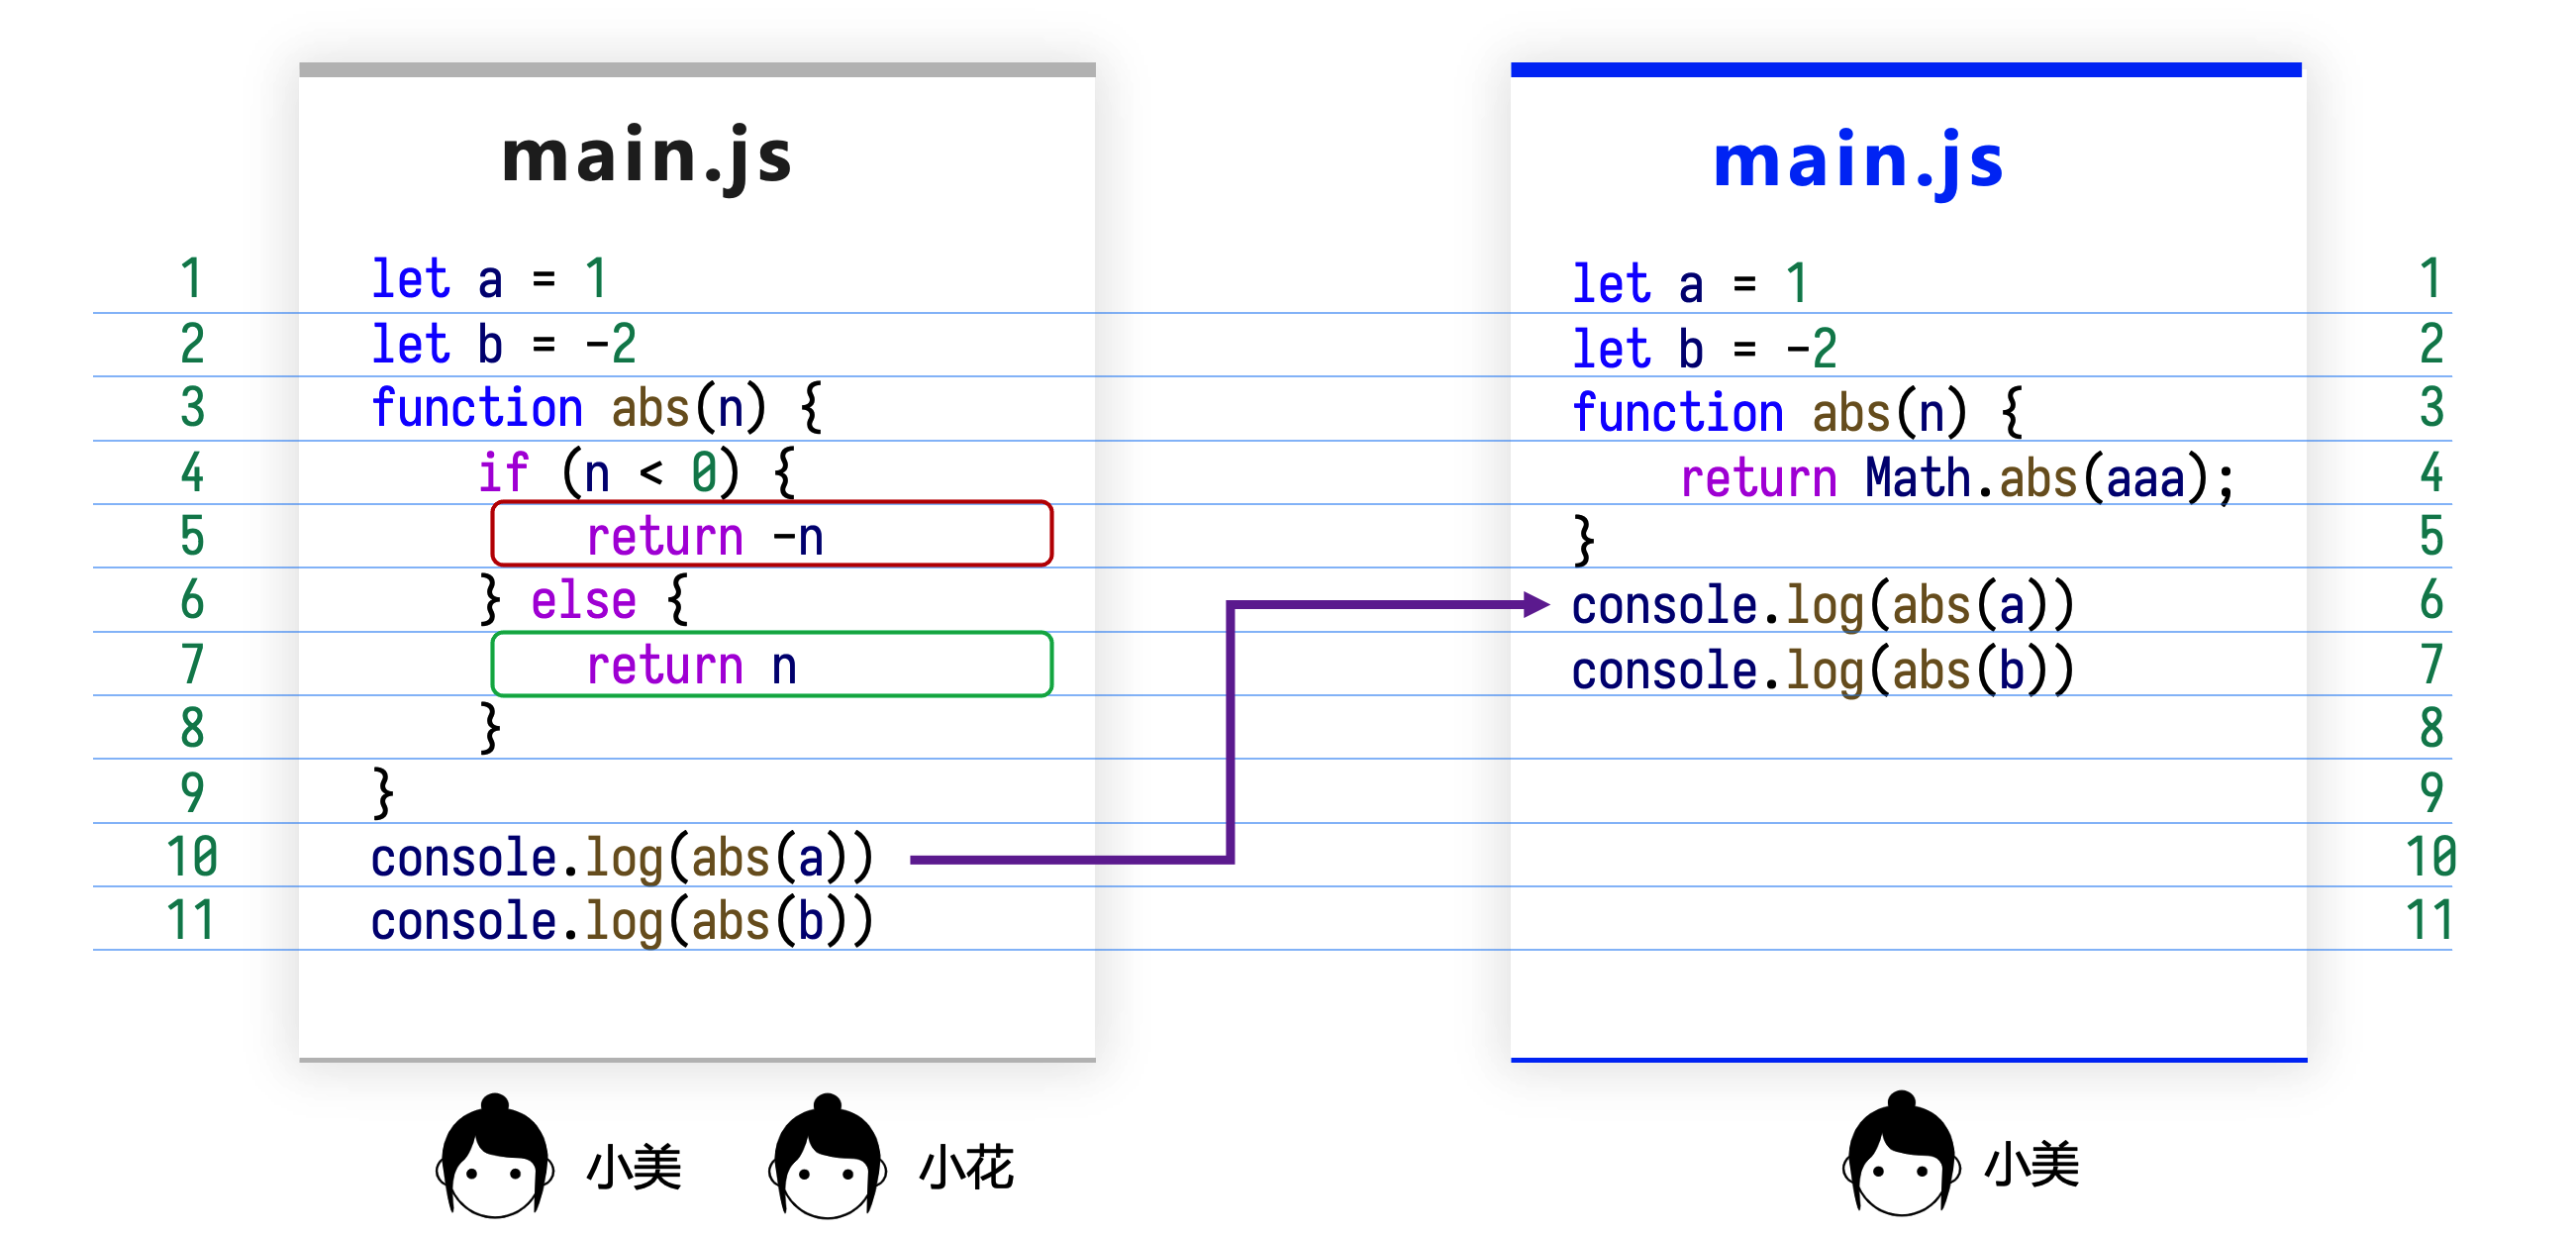 main.js
1 let a = 1
2 let b = -2
3 function abs(n) {
4 if (n < 0) {
5 return -n
6 } else {
7 return n
8 }
9 }
10 console.log(abs(a))
11 console.log(abs(b))
小美 小花
main.js
let a = 1 1
let b = -2 2
function abs(n) { 3
return Math.abs(aaa); 4
} 5
console.log(abs(a)) 6
console.log(abs(b)) 7
8
9
10
11
小美